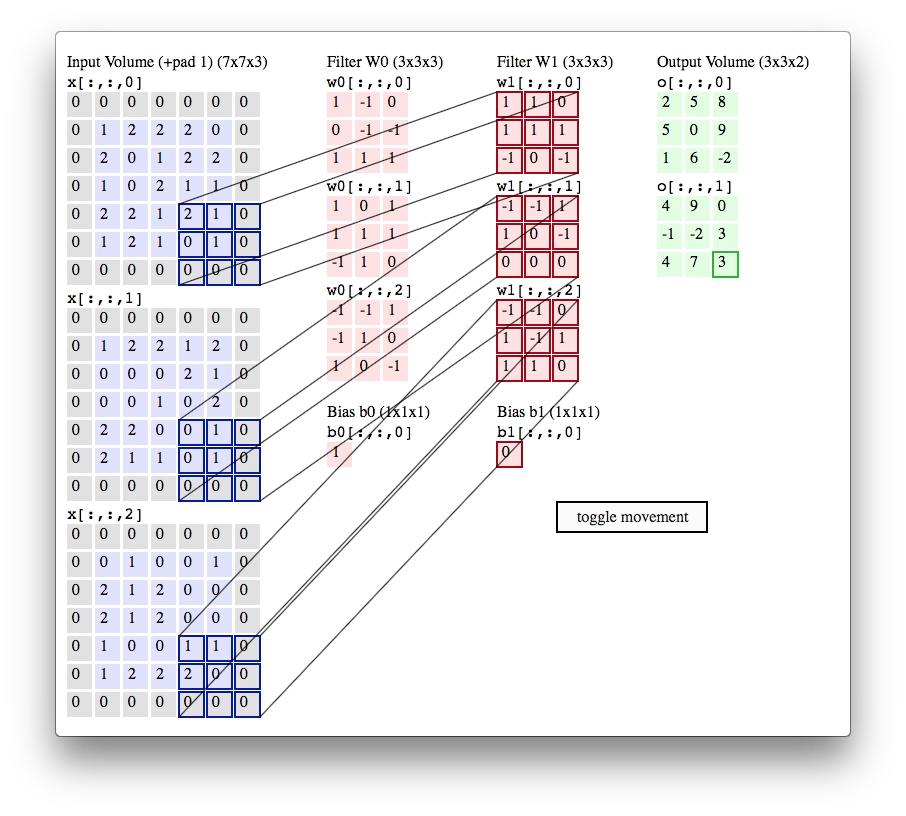 Input Volume (+pad 1) (7x7x3)
x[:,:,0]
0 0 0 0 0 0 0
0 1 2 2 2 0 0
0 2 0 1 2 2 0
0 1 0 2 1 1 0
0 2 2 1 2 1 0
0 1 2 1 0 1 0
0 0 0 0 0 0 0
x[:,:,1]
0 0 0 0 0 0 0
0 1 2 2 1 2 0
0 0 0 0 2 1 0
0 0 0 1 0 2 0
0 2 2 0 0 1 0
0 2 1 1 0 1 0
0 0 0 0 0 0 0
x[:,:,2]
0 0 0 0 0 0 0
0 0 1 0 0 1 0
0 2 1 2 0 0 0
0 2 1 2 0 0 0
0 1 0 0 1 1 0
0 1 2 2 2 0 0
0 0 0 0 0 0 0
Filter W0 (3x3x3)
w0[:,:,0]
1 -1 0
0 -1 -1
1 1 1
w0[:,:,1]
1 0 1
1 1 1
-1 1 0
w0[:,:,2]
-1 -1 1
-1 1 0
1 0 -1
Bias b0 (1x1x1)
b0[:,:,0]
1
Filter W1 (3x3x3)
w1[:,:,0]
1 1 0
1 1 1
-1 0 -1
w1[:,:,1]
-1 -1 1
1 0 -1
0 0 0
w1[:,:,2]
-1 -1 0
1 -1 1
1 1 0
Bias b1 (1x1x1)
b1[:,:,0]
0
Output Volume (3x3x2)
o[:,:,0]
2 5 8
5 0 9
1 6 -2
o[:,:,1]
4 9 0
-1 -2 3
4 7 3
toggle movement